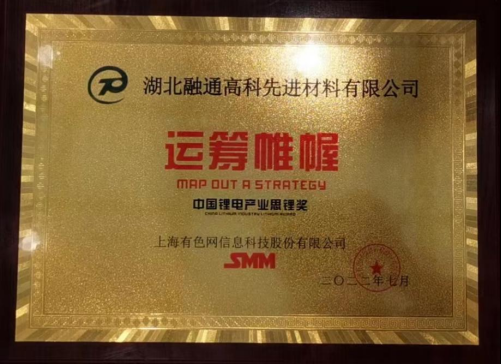 湖北融通高科先进材料有限公司
运筹帷幄
MAP OUT A STRATEGY
中国锂电产业思锂奖
上海有色网信息科技股份有限公司
SMM
二〇二二年七月